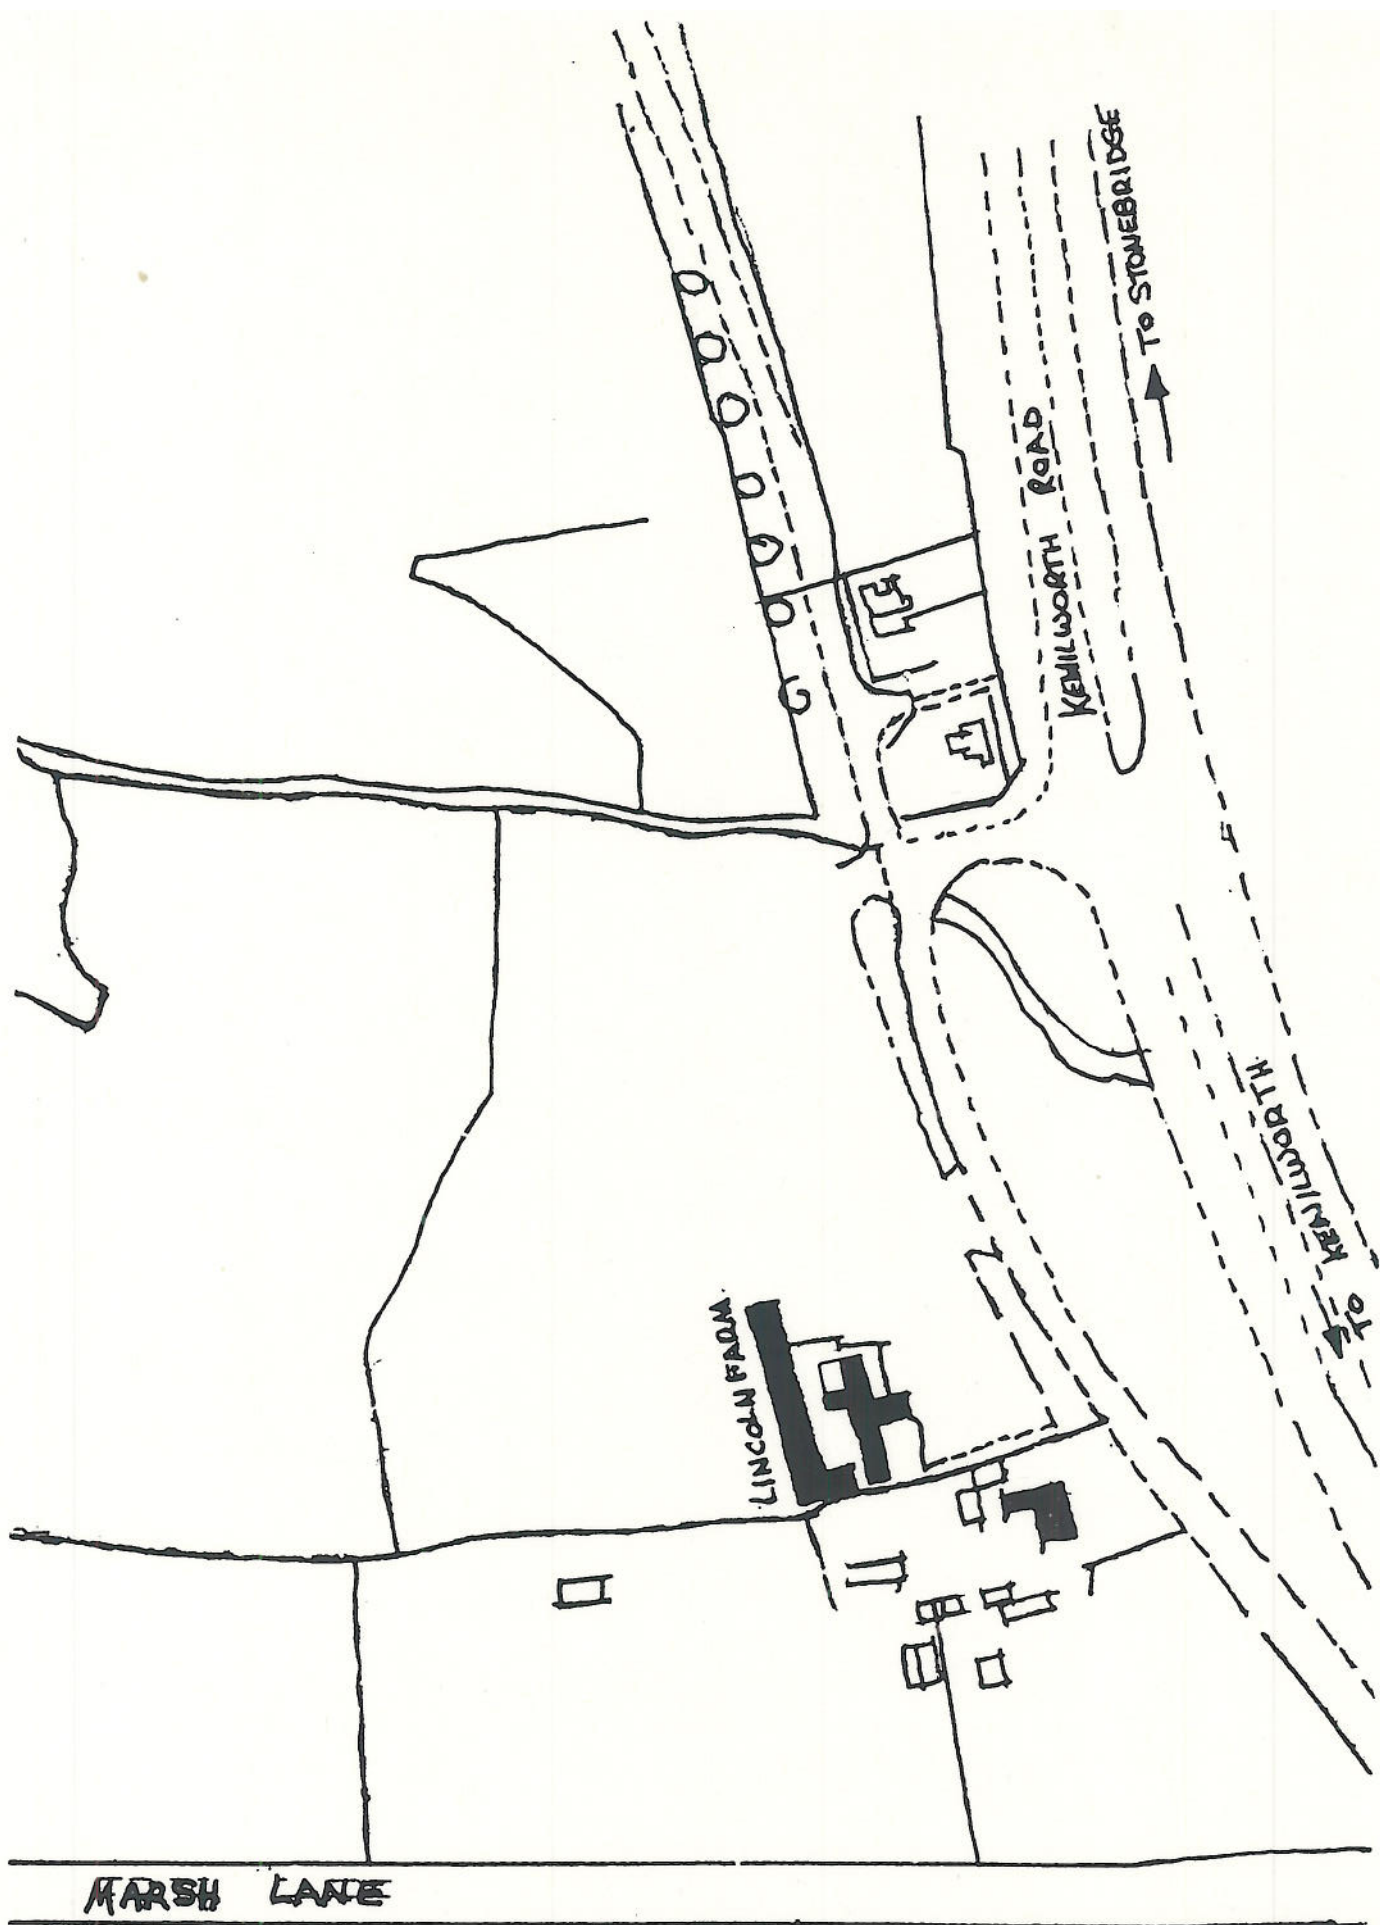 TO STONEBRIDGE
KENILWORTH ROAD
TO KENILWORTH
LINCOLN FARM
MARSH LANE